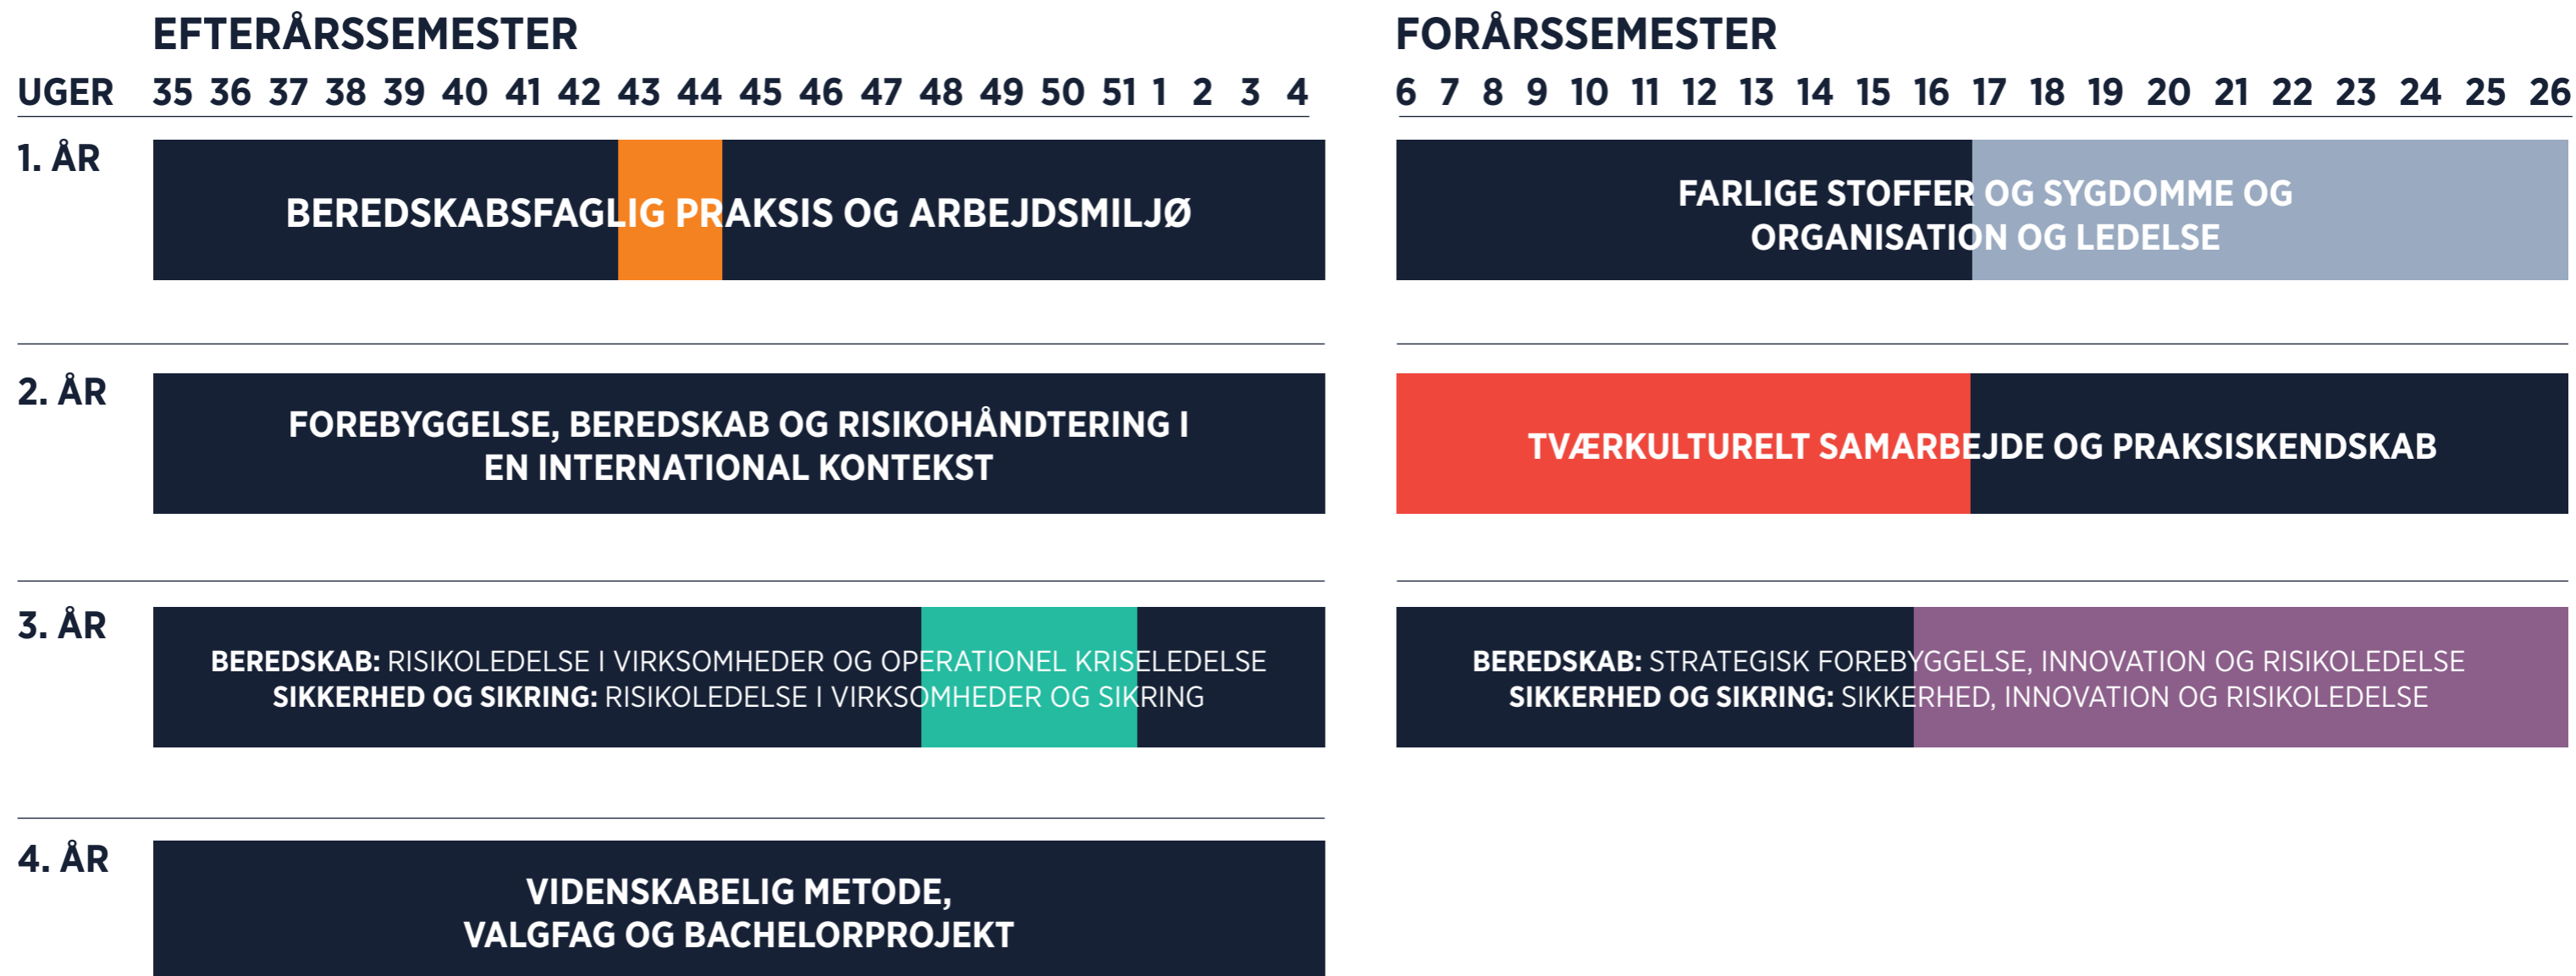 EFTERÅRSSEMESTER
FORÅRSSEMESTER
UGER 35 36 37 38 39 40 41 42 43 44 45 46 47 48 49 50 51 1 2 3 4
6 7 8 9 10 11 12 13 14 15 16 17 18 19 20 21 22 23 24 25 26
1. ÅR
BEREDSKABSFAGLIG PRAKSIS OG ARBEJDSMILJØ
FARLIGE STOFFER OG SYGDOMME OG
ORGANISATION OG LEDELSE
2. ÅR
FOREBYGGELSE, BEREDSKAB OG RISIKOHÅNDTERING I
EN INTERNATIONAL KONTEKST
TVÆRKULTURELT SAMARBEJDE OG PRAKSISKENDSKAB
3. ÅR
BEREDSKAB: RISIKOLEDELSE I VIRKSOMHEDER OG OPERATIONEL KRISELEDELSE
SIKKERHED OG SIKRING: RISIKOLEDELSE I VIRKSOMHEDER OG SIKRING
BEREDSKAB: STRATEGISK FOREBYGGELSE, INNOVATION OG RISIKOLEDELSE
SIKKERHED OG SIKRING: SIKKERHED, INNOVATION OG RISIKOLEDELSE
4. ÅR
VIDENSKABELIG METODE,
VALGFAG OG BACHELORPROJEKT